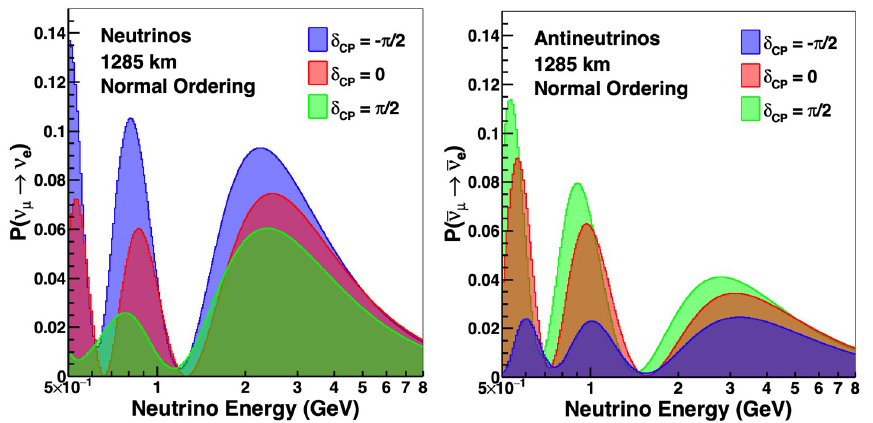 Neutrinos
1285 km
Normal Ordering
δCP = -π/2
δCP = 0
δCP = π/2
P(νμ → νe)
0.14
0.12
0.1
0.08
0.06
0.04
0.02
0
5×10⁻¹ 1 2 3 4 5 6 7 8
Neutrino Energy (GeV)
Antineutrinos
1285 km
Normal Ordering
δCP = -π/2
δCP = 0
δCP = π/2
P(ν̄μ → ν̄e)
0.14
0.12
0.1
0.08
0.06
0.04
0.02
0
5×10⁻¹ 1 2 3 4 5 6 7 8
Neutrino Energy (GeV)